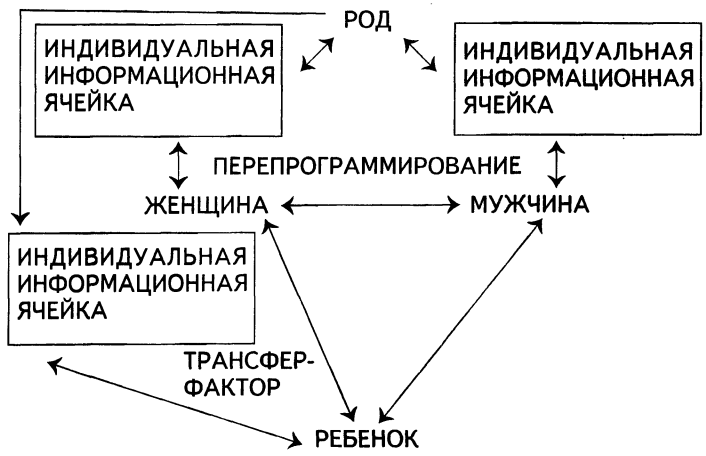 РОД
ИНДИВИДУАЛЬНАЯ
ИНФОРМАЦИОННАЯ
ЯЧЕЙКА
ИНДИВИДУАЛЬНАЯ
ИНФОРМАЦИОННАЯ
ЯЧЕЙКА
ПЕРЕПРОГРАММИРОВАНИЕ
ЖЕНЩИНА
МУЖЧИНА
ИНДИВИДУАЛЬНАЯ
ИНФОРМАЦИОННАЯ
ЯЧЕЙКА
ТРАНСФЕР-
ФАКТОР
РЕБЕНОК